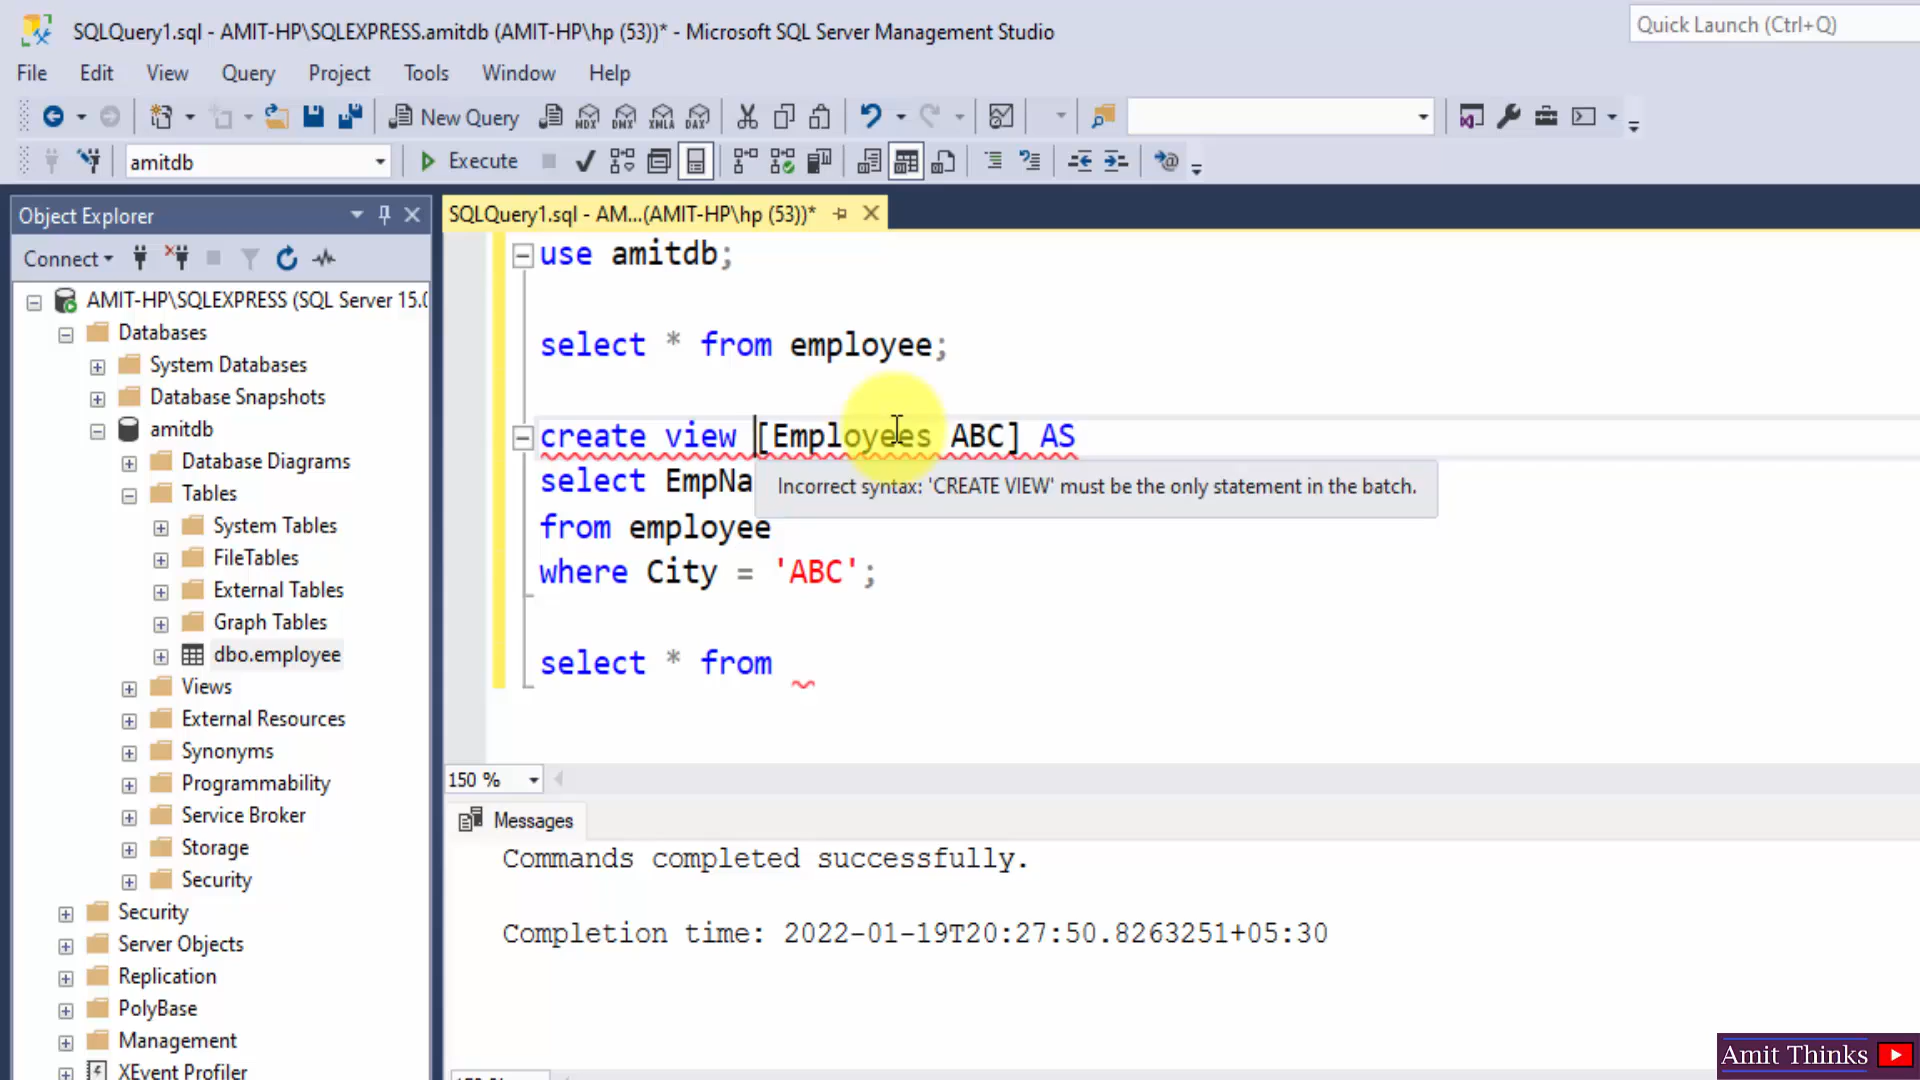 SQLQuery1.sql - AMIT-HP\SQLEXPRESS.amitdb (AMIT-HP\hp (53))* - Microsoft SQL Server Management Studio
Quick Launch (Ctrl+Q)
File Edit View Query Project Tools Window Help
New Query MDX DMX XMLA DAX
amitdb Execute
Object Explorer
SQLQuery1.sql - AM...(AMIT-HP\hp (53))*
Connect
AMIT-HP\SQLEXPRESS (SQL Server 15.0
Databases
System Databases
Database Snapshots
amitdb
Database Diagrams
Tables
System Tables
FileTables
External Tables
Graph Tables
dbo.employee
Views
External Resources
Synonyms
Programmability
Service Broker
Storage
Security
Security
Server Objects
Replication
PolyBase
Management
XEvent Profiler
use amitdb;
select * from employee;
create view [Employees ABC] AS
select EmpNa
Incorrect syntax: 'CREATE VIEW' must be the only statement in the batch.
from employee
where City = 'ABC';
select * from
150 %
Messages
Commands completed successfully.
Completion time: 2022-01-19T20:27:50.8263251+05:30
Amit Thinks